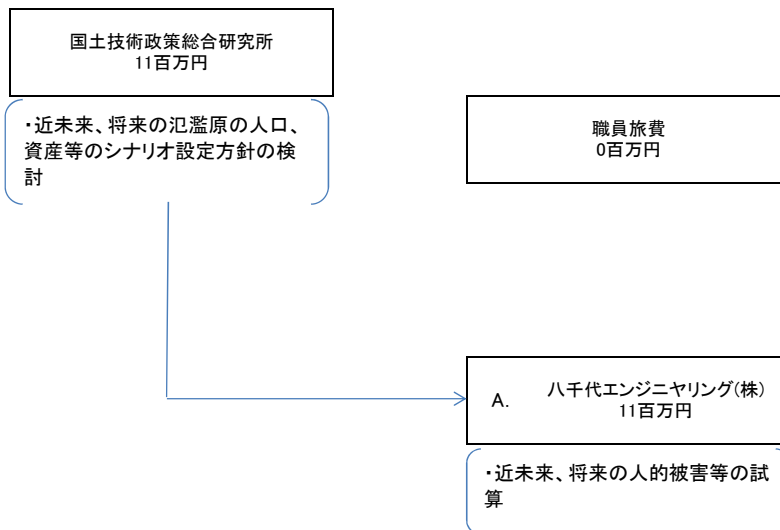 国土技術政策総合研究所
11百万円
・近未来、将来の氾濫原の人口、
資産等のシナリオ設定方針の検
討
職員旅費
0百万円
A. 八千代エンジニヤリング(株)
11百万円
・近未来、将来の人的被害等の試
算